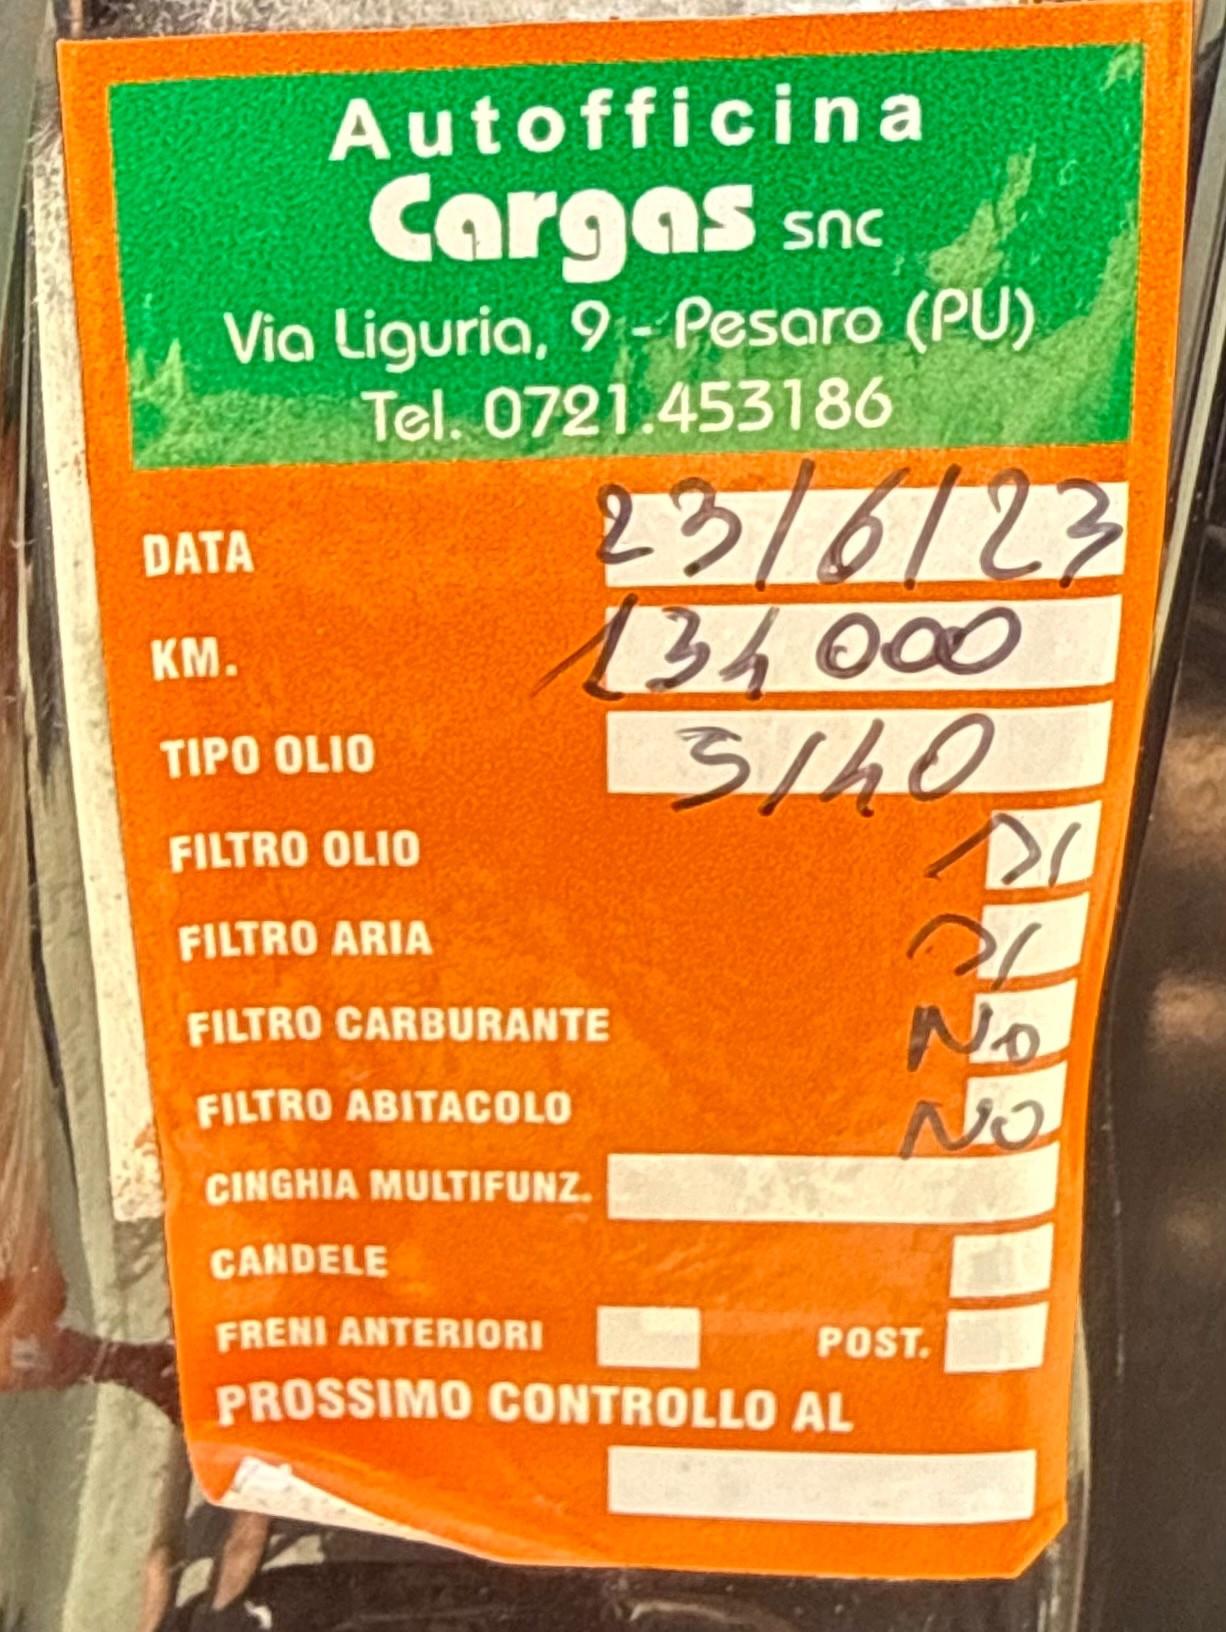 Autofficina
Cargas snc
Via Liguria, 9 - Pesaro (PU)
Tel. 0721.453186
DATA 23/6/23
KM. 134000
TIPO OLIO 5/40
FILTRO OLIO SI
FILTRO ARIA SI
FILTRO CARBURANTE No
FILTRO ABITACOLO NO
CINGHIA MULTIFUNZ.
CANDELE
FRENI ANTERIORI POST.
PROSSIMO CONTROLLO AL